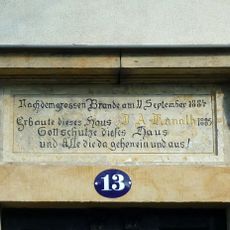 Nach dem grossen Brande am 11 September 1884
Erbaute dieses Haus J. A. 1885
Gott schütze dieses Haus
und Alle die da gehen ein und aus!
13